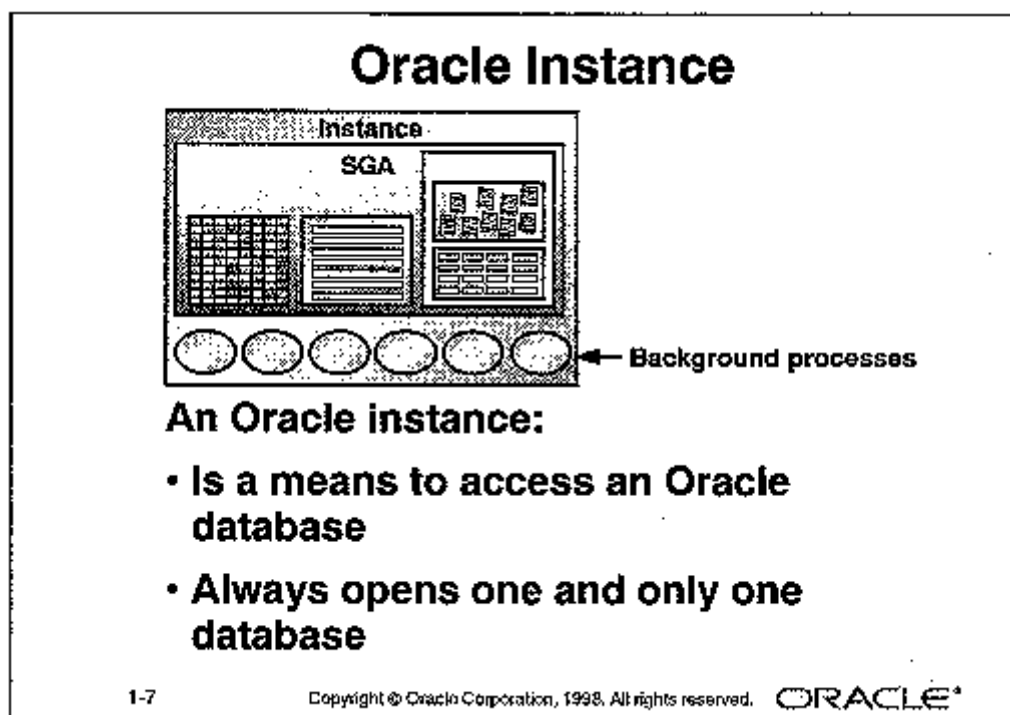 Oracle Instance
Instance
SGA
Background processes
An Oracle instance:
• Is a means to access an Oracle
database
• Always opens one and only one
database
1-7
Copyright © Oracle Corporation, 1998. All rights reserved.
ORACLE®